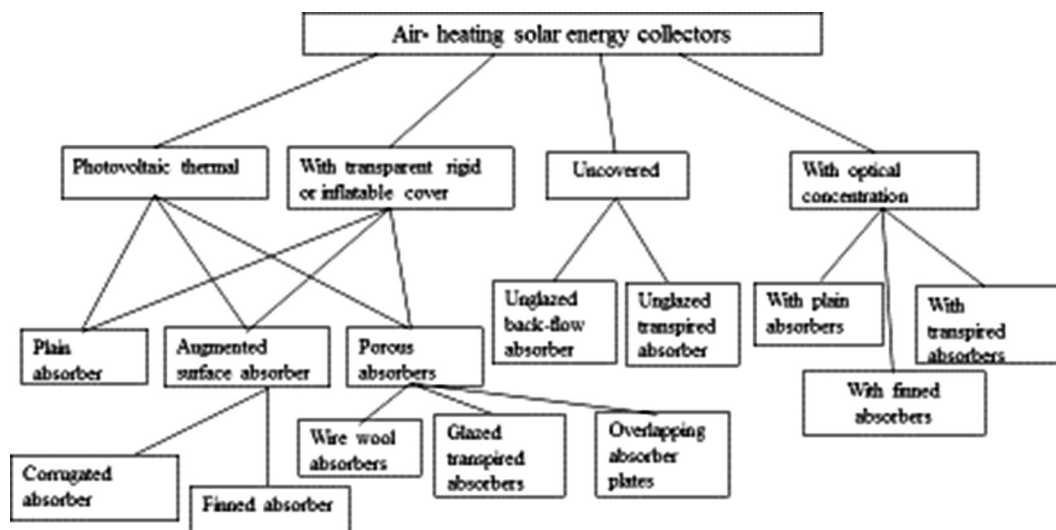 Air- heating solar energy collectors
Photovoltaic thermal
With transparent rigid
or inflatable cover
Uncovered
With optical
concentration
Unglazed
back-flow
absorber
Unglazed
transpired
absorber
With plain
absorbers
With
transpired
absorbers
Plain
absorber
Augmented
surface absorber
Porous
absorbers
With finned
absorbers
Wire wool
absorbers
Glazed
transpired
absorbers
Overlapping
absorber
plates
Corrugated
absorber
Finned absorber